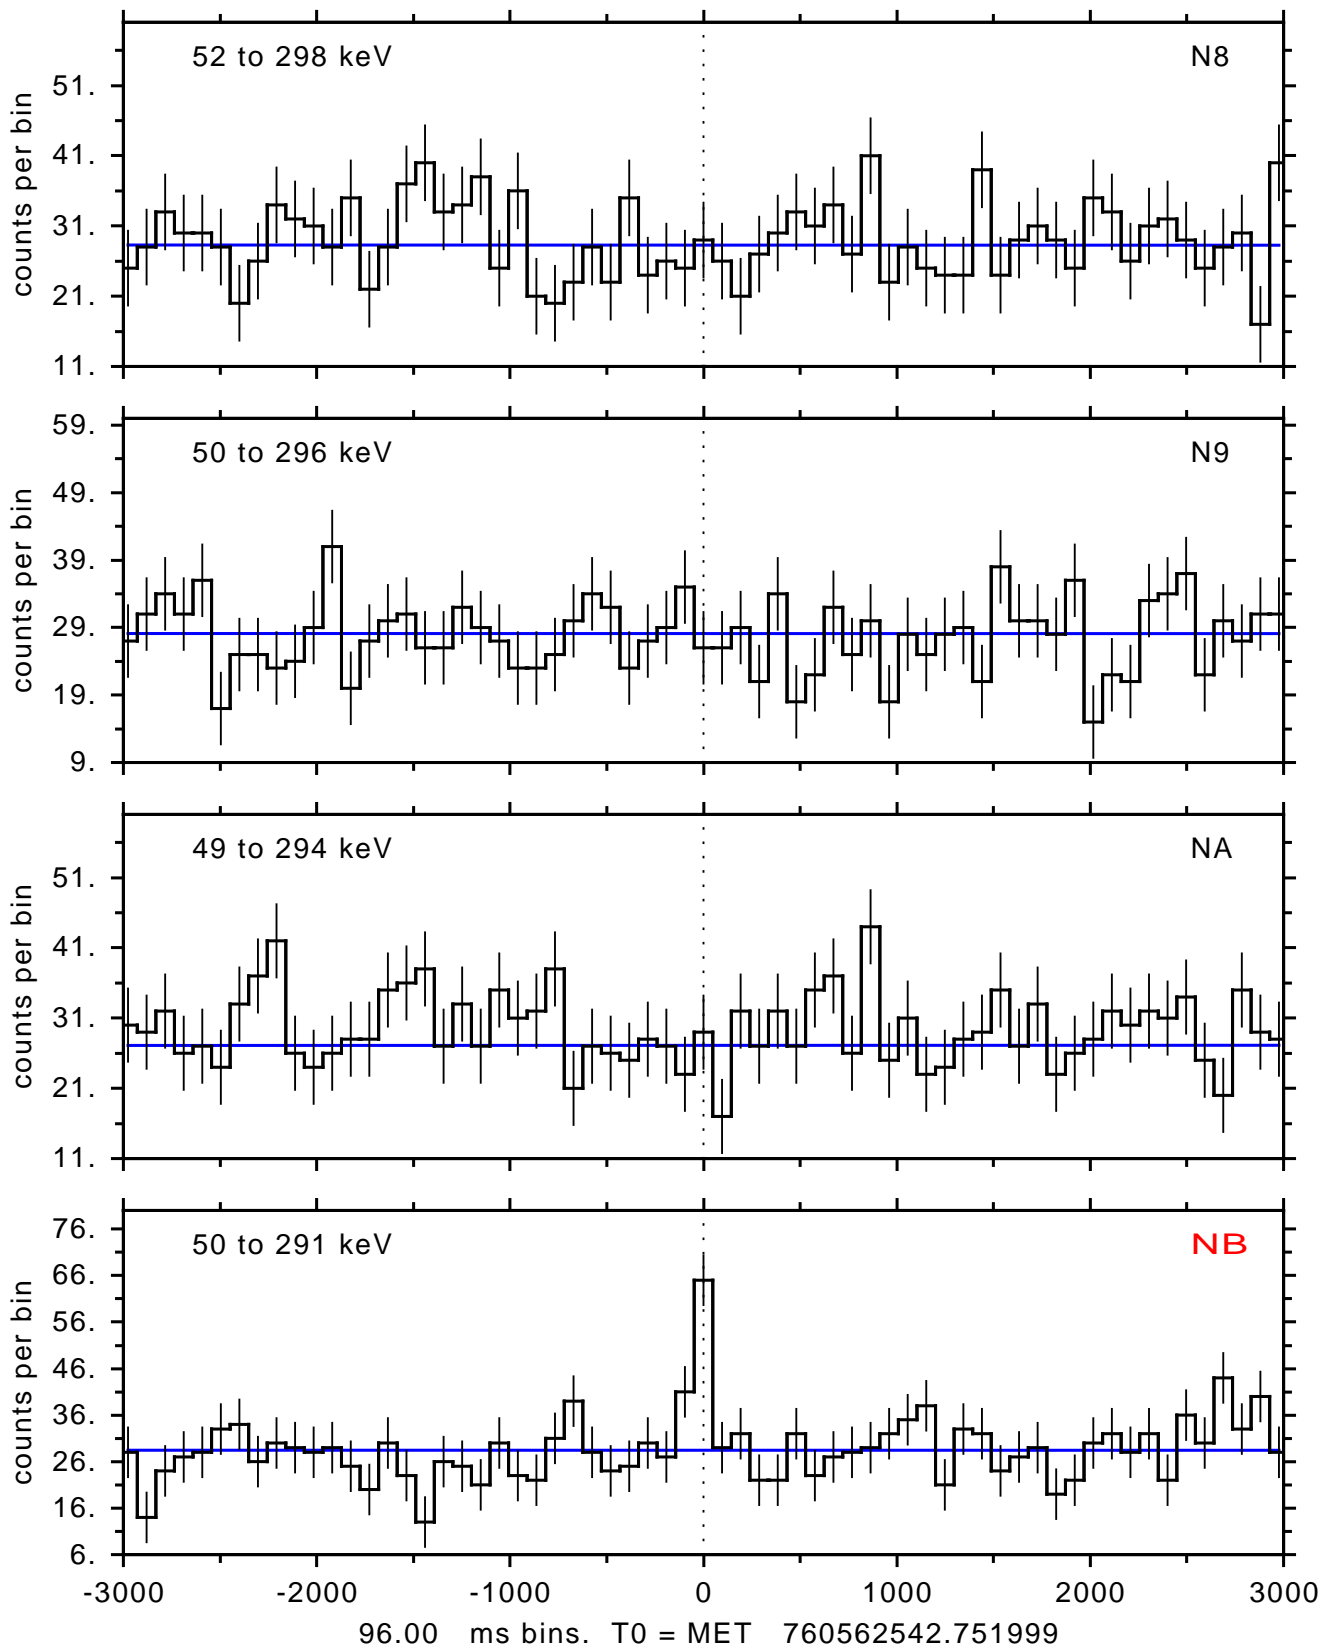 52 to 298 keV N8
51.
41.
31.
21.
11.
counts per bin
50 to 296 keV N9
59.
49.
39.
29.
19.
9.
counts per bin
49 to 294 keV NA
51.
41.
31.
21.
11.
counts per bin
50 to 291 keV NB
76.
66.
56.
46.
36.
26.
16.
6.
counts per bin
-3000 -2000 -1000 0 1000 2000 3000
96.00 ms bins. T0 = MET 760562542.751999